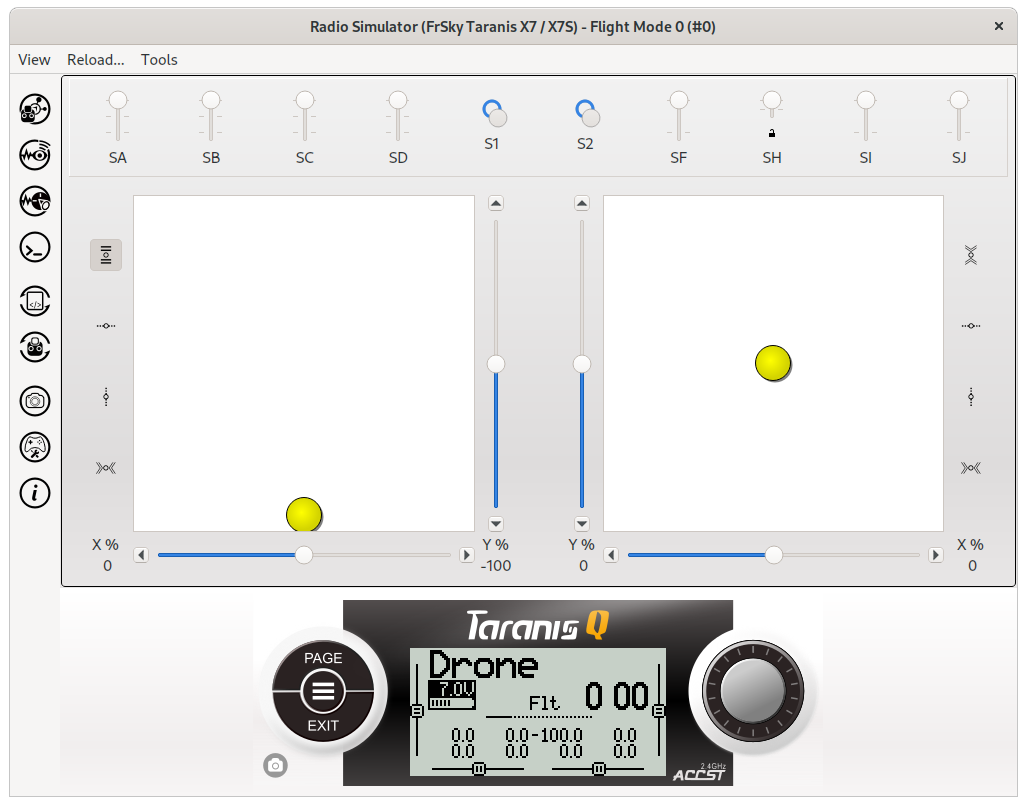 Radio Simulator (FrSky Taranis X7 / X7S) - Flight Mode 0 (#0)
View Reload... Tools
SA SB SC SD S1 S2 SF SH SI SJ
X % Y % Y % X %
0 -100 0 0
Taranis Q
PAGE
EXIT
Drone
7.0V
Flt 0 00
0.0 0.0 -100.0 0.0
0.0 0.0 0.0 0.0
2.4GHz
ACCST